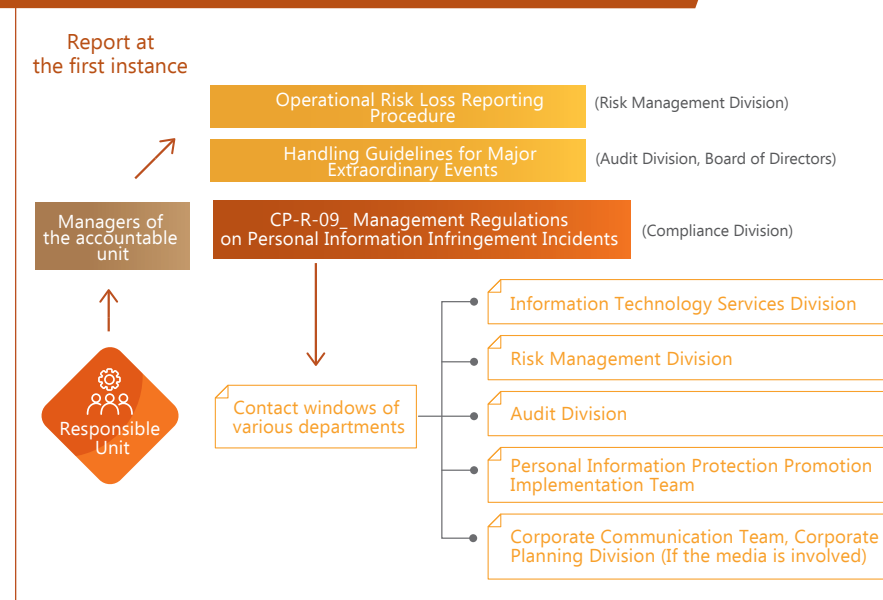 Report at
the first instance
Operational Risk Loss Reporting
Procedure
(Risk Management Division)
Handling Guidelines for Major
Extraordinary Events
(Audit Division, Board of Directors)
Managers of
the accountable
unit
CP-R-09_ Management Regulations
on Personal Information Infringement Incidents
(Compliance Division)
Responsible
Unit
Contact windows of
various departments
Information Technology Services Division
Risk Management Division
Audit Division
Personal Information Protection Promotion
Implementation Team
Corporate Communication Team, Corporate
Planning Division (If the media is involved)